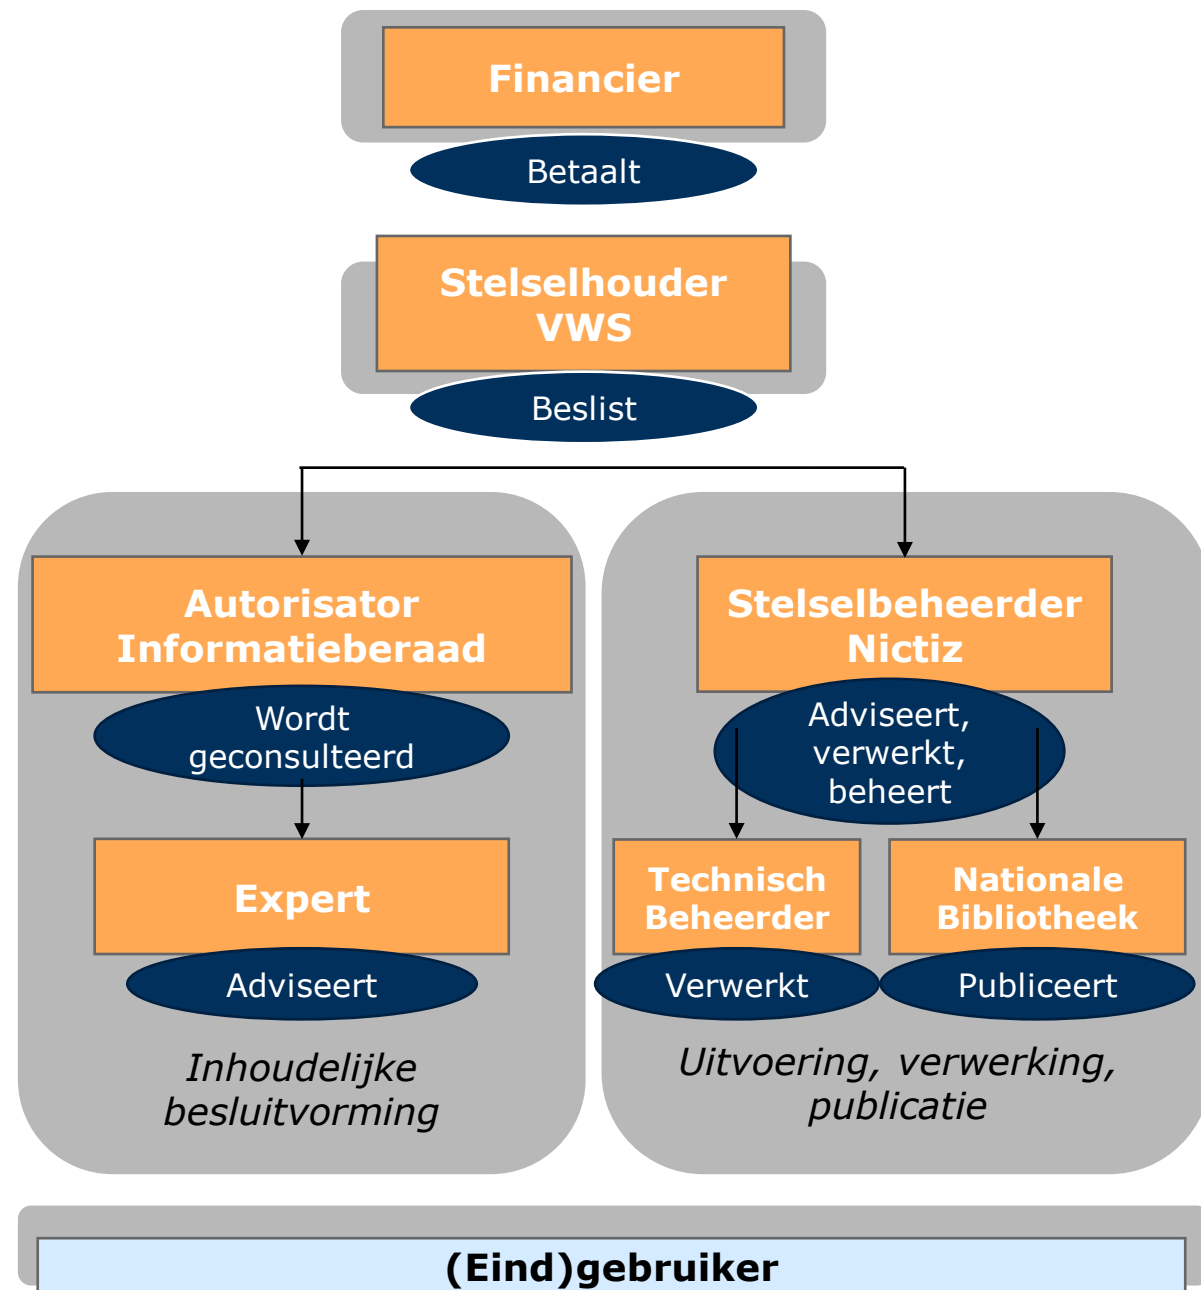 Financier
Betaalt
Stelselhouder
VWS
Beslist
Autorisator
Informatieberaad
Wordt
geconsulteerd
Expert
Adviseert
Inhoudelijke
besluitvorming
Stelselbeheerder
Nictiz
Adviseert,
verwerkt,
beheert
Technisch
Beheerder
Verwerkt
Nationale
Bibliotheek
Publiceert
Uitvoering, verwerking,
publicatie
(Eind)gebruiker